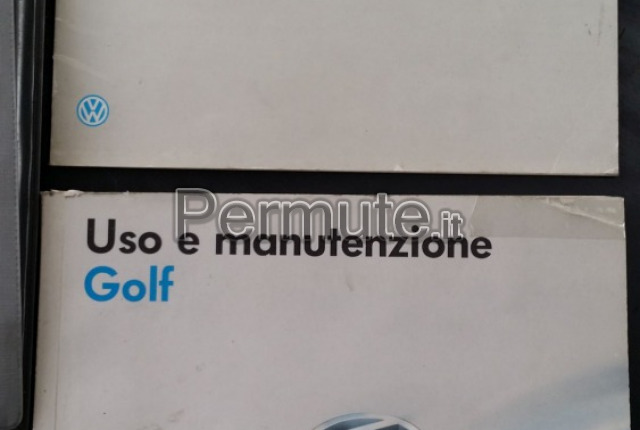 Permute.it
Uso e manutenzione
Golf